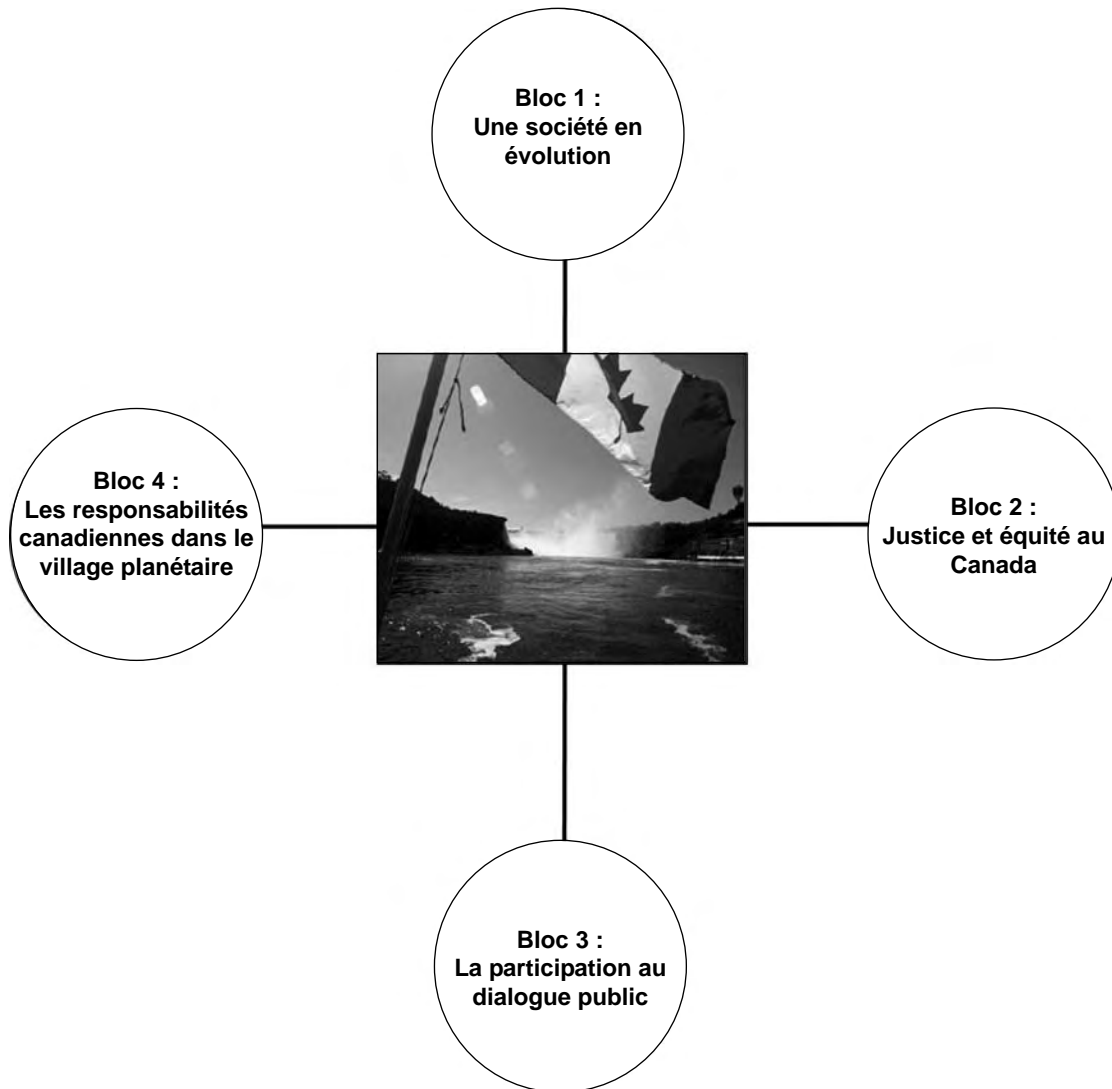 Bloc 1 :
Une société en
évolution
Bloc 2 :
Justice et équité au
Canada
Bloc 3 :
La participation au
dialogue public
Bloc 4 :
Les responsabilités
canadiennes dans le
village planétaire